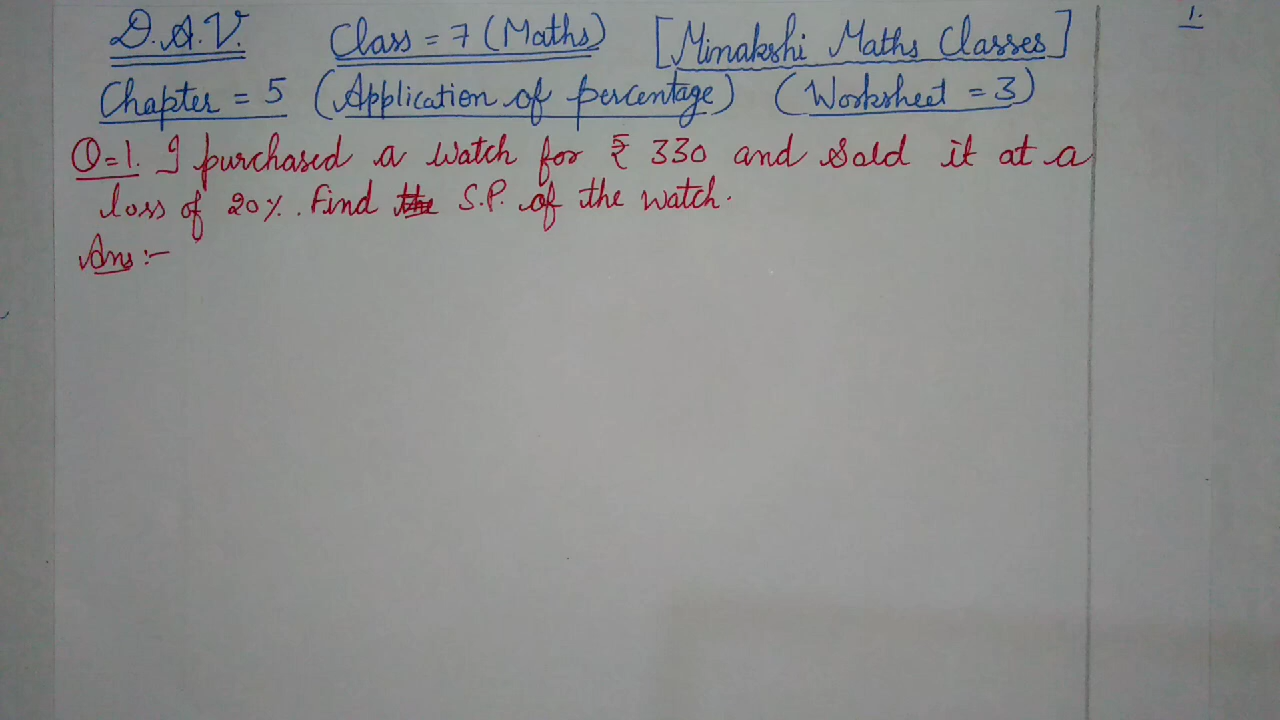 D.A.V. Class = 7 (Maths) [Minakshi Maths Classes] 1.
Chapter = 5 (Application of percentage) (Worksheet = 3)
Q=1. I purchased a watch for ₹ 330 and sold it at a
loss of 20%. Find the S.P. of the watch.
Ans :-